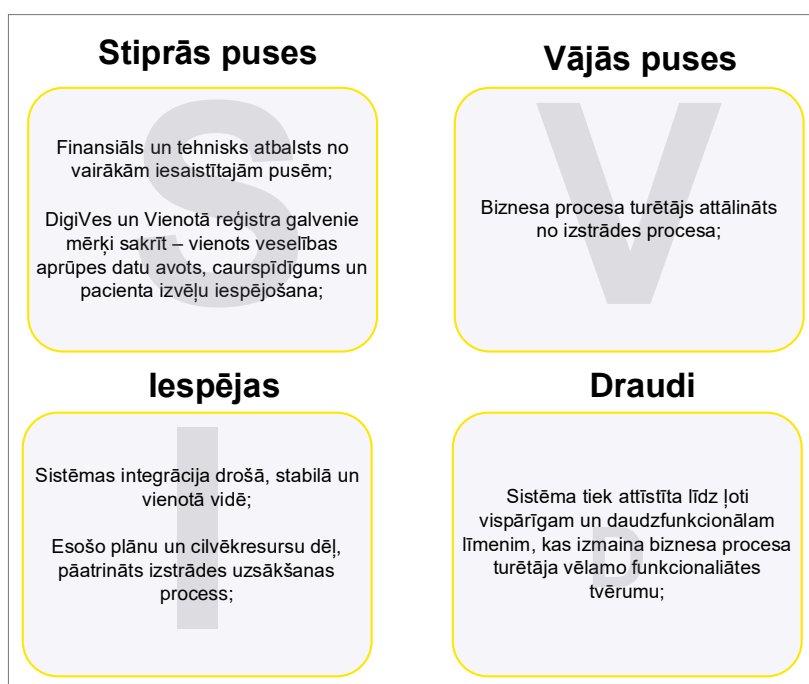 Stiprās puses
S
Finansiāls un tehnisks atbalsts no
vairākām iesaistītajām pusēm;
DigiVes un Vienotā reģistra galvenie
mērķi sakrīt – vienots veselības
aprūpes datu avots, caurspīdīgums un
pacienta izvēļu iespējošana;
Vājās puses
V
Biznesa procesa turētājs attālināts
no izstrādes procesa;
Iespējas
I
Sistēmas integrācija drošā, stabilā un
vienotā vidē;
Esošo plānu un cilvēkresursu dēļ,
pāatrināts izstrādes uzsākšanas
process;
Draudi
D
Sistēma tiek attīstīta līdz ļoti
vispārīgam un daudzfunkcionālam
līmenim, kas izmaina biznesa procesa
turētāja vēlamo funkcionaliātes
tvērumu;